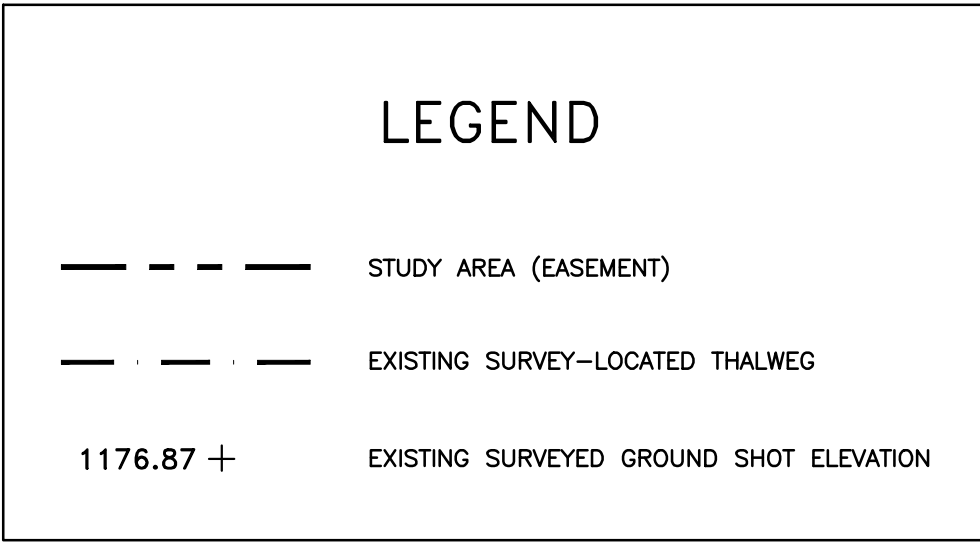 LEGEND
STUDY AREA (EASEMENT)
EXISTING SURVEY-LOCATED THALWEG
1176.87 + EXISTING SURVEYED GROUND SHOT ELEVATION